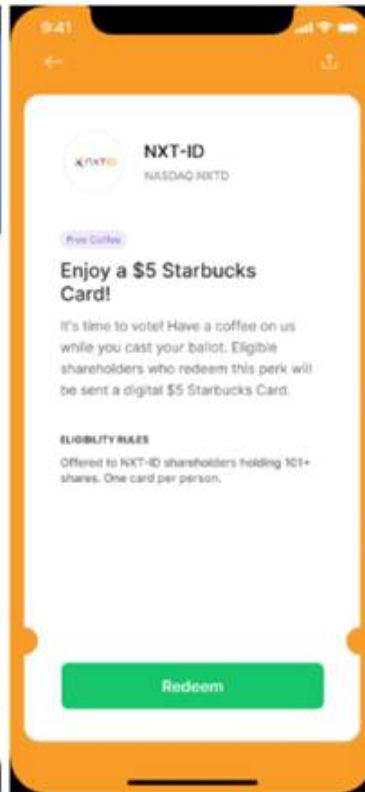 9:41
NXTID
NXT-ID
NASDAQ:NXTD
Free Coffee
Enjoy a $5 Starbucks
Card!
It's time to vote! Have a coffee on us
while you cast your ballot. Eligible
shareholders who redeem this perk will
be sent a digital $5 Starbucks Card.
ELIGIBILITY RULES
Offered to NXT-ID shareholders holding 101+
shares. One card per person.
Redeem